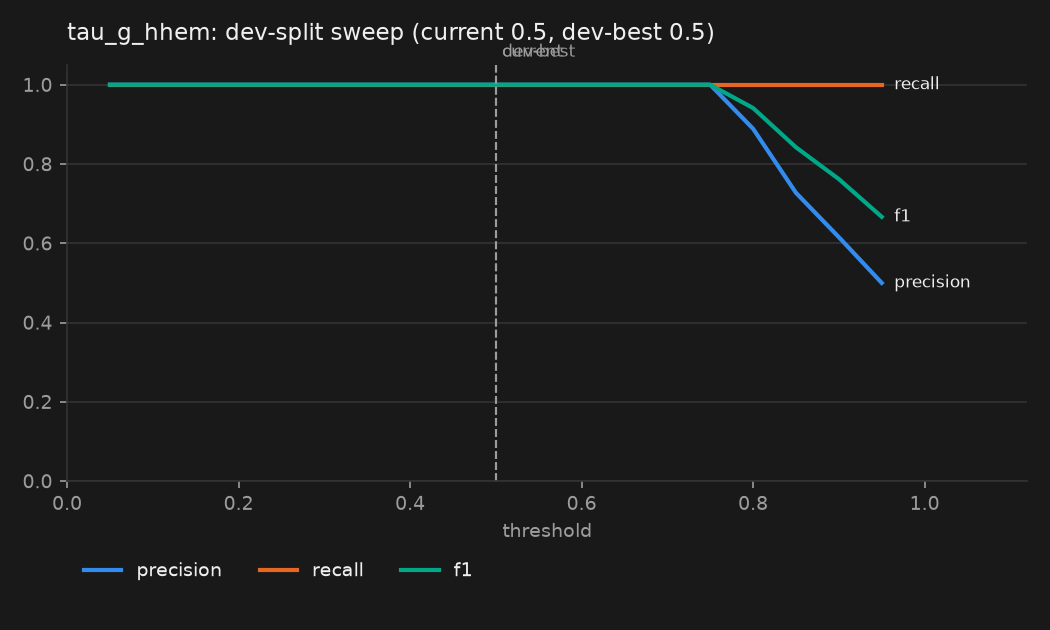 tau_g_hhem: dev-split sweep (current 0.5, dev-best 0.5)
1.0
recall
0.8
0.6
f1
precision
0.4
0.2
0.0
0.0 0.2 0.4 0.6 0.8 1.0
threshold
precision recall f1